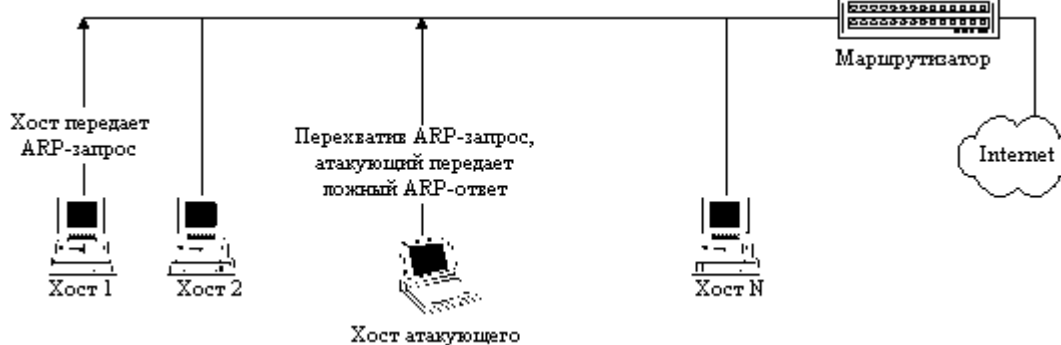 Маршрутизатор
Хост передает
ARP-запрос
Перехватив ARP-запрос,
атакующий передает
ложный ARP-ответ
Internet
Хост 1
Хост 2
Хост N
Хост атакующего